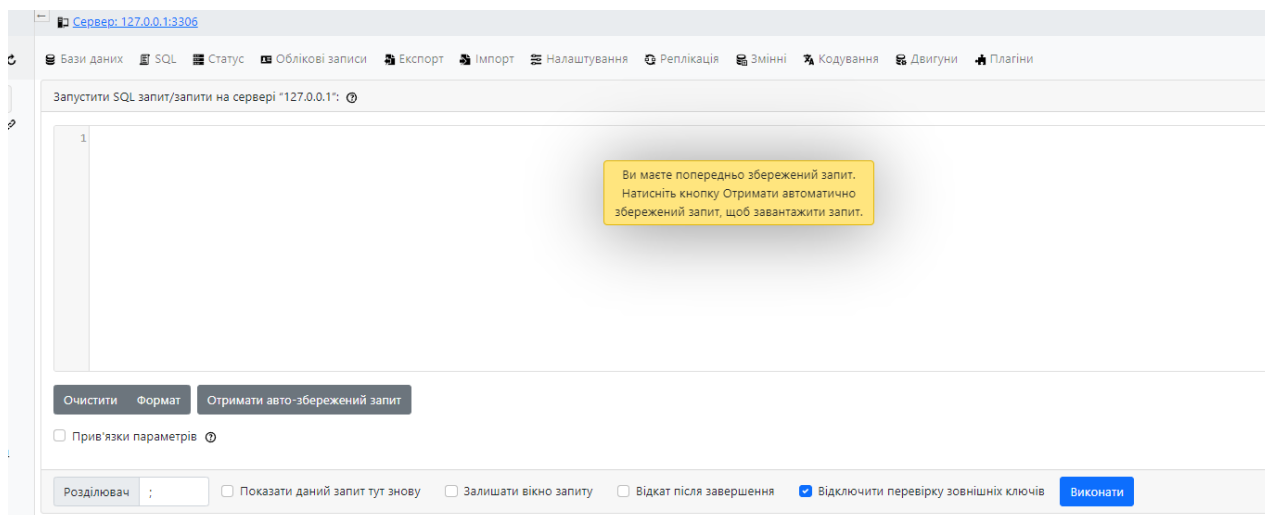 Сервер: 127.0.0.1:3306
Бази даних SQL Статус Облікові записи Експорт Імпорт Налаштування Реплікація Змінні Кодування Двигуни Плагіни
Запустити SQL запит/запити на сервері "127.0.0.1":
1
Ви маєте попередньо збережений запит.
Натисніть кнопку Отримати автоматично
збережений запит, щоб завантажити запит.
Очистити Формат Отримати авто-збережений запит
Прив'язки параметрів
Розділювач ; Показати даний запит тут знову Залишати вікно запиту Відкат після завершення Відключити перевірку зовнішніх ключів Виконати